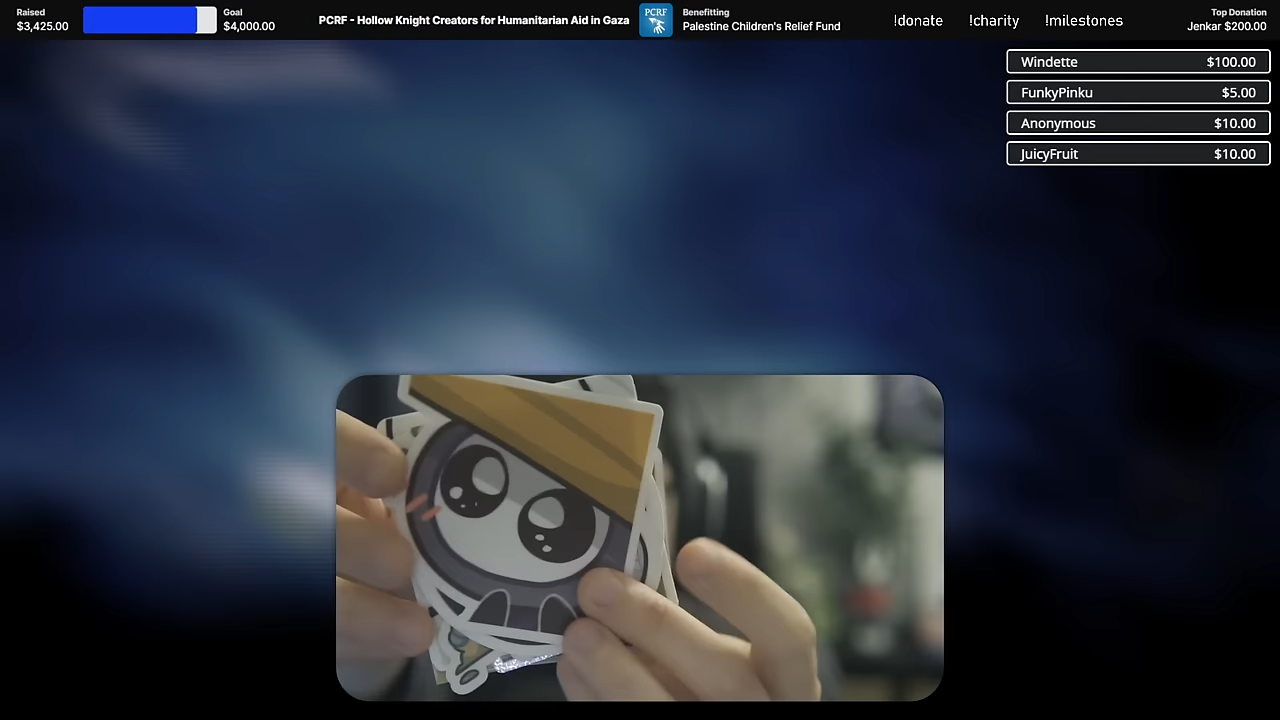 Raised
$3,425.00
Goal
$4,000.00
PCRF - Hollow Knight Creators for Humanitarian Aid in Gaza
PCRF
Benefitting
Palestine Children's Relief Fund
!donate !charity !milestones
Top Donation
Jenkar $200.00
Windette $100.00
FunkyPinku $5.00
Anonymous $10.00
JuicyFruit $10.00